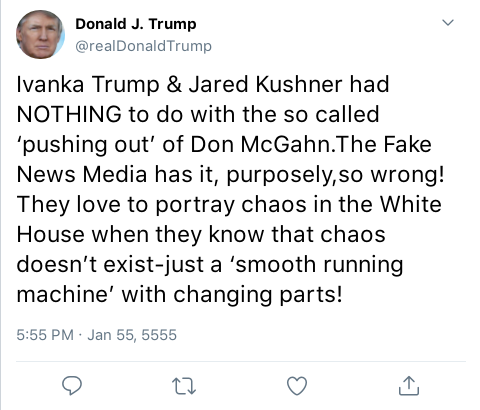 Donald J. Trump
@realDonaldTrump
Ivanka Trump & Jared Kushner had
NOTHING to do with the so called
‘pushing out’ of Don McGahn.The Fake
News Media has it, purposely,so wrong!
They love to portray chaos in the White
House when they know that chaos
doesn’t exist-just a ‘smooth running
machine’ with changing parts!
5:55 PM · Jan 55, 5555